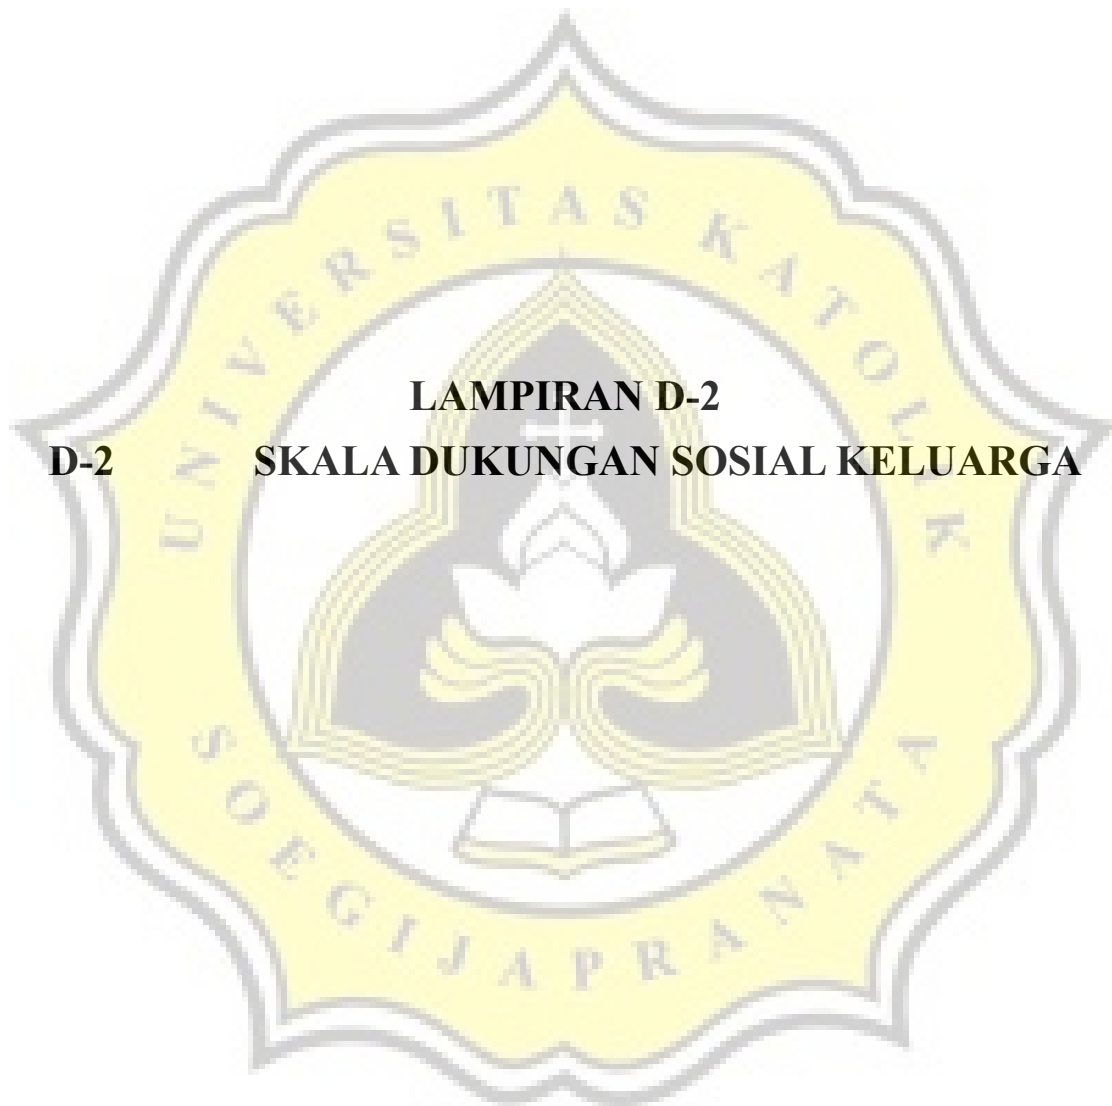 UNIVERSITAS KATOLIK
LAMPIRAN D-2
D-2 SKALA DUKUNGAN SOSIAL KELUARGA
SOEGIJAPRANATA